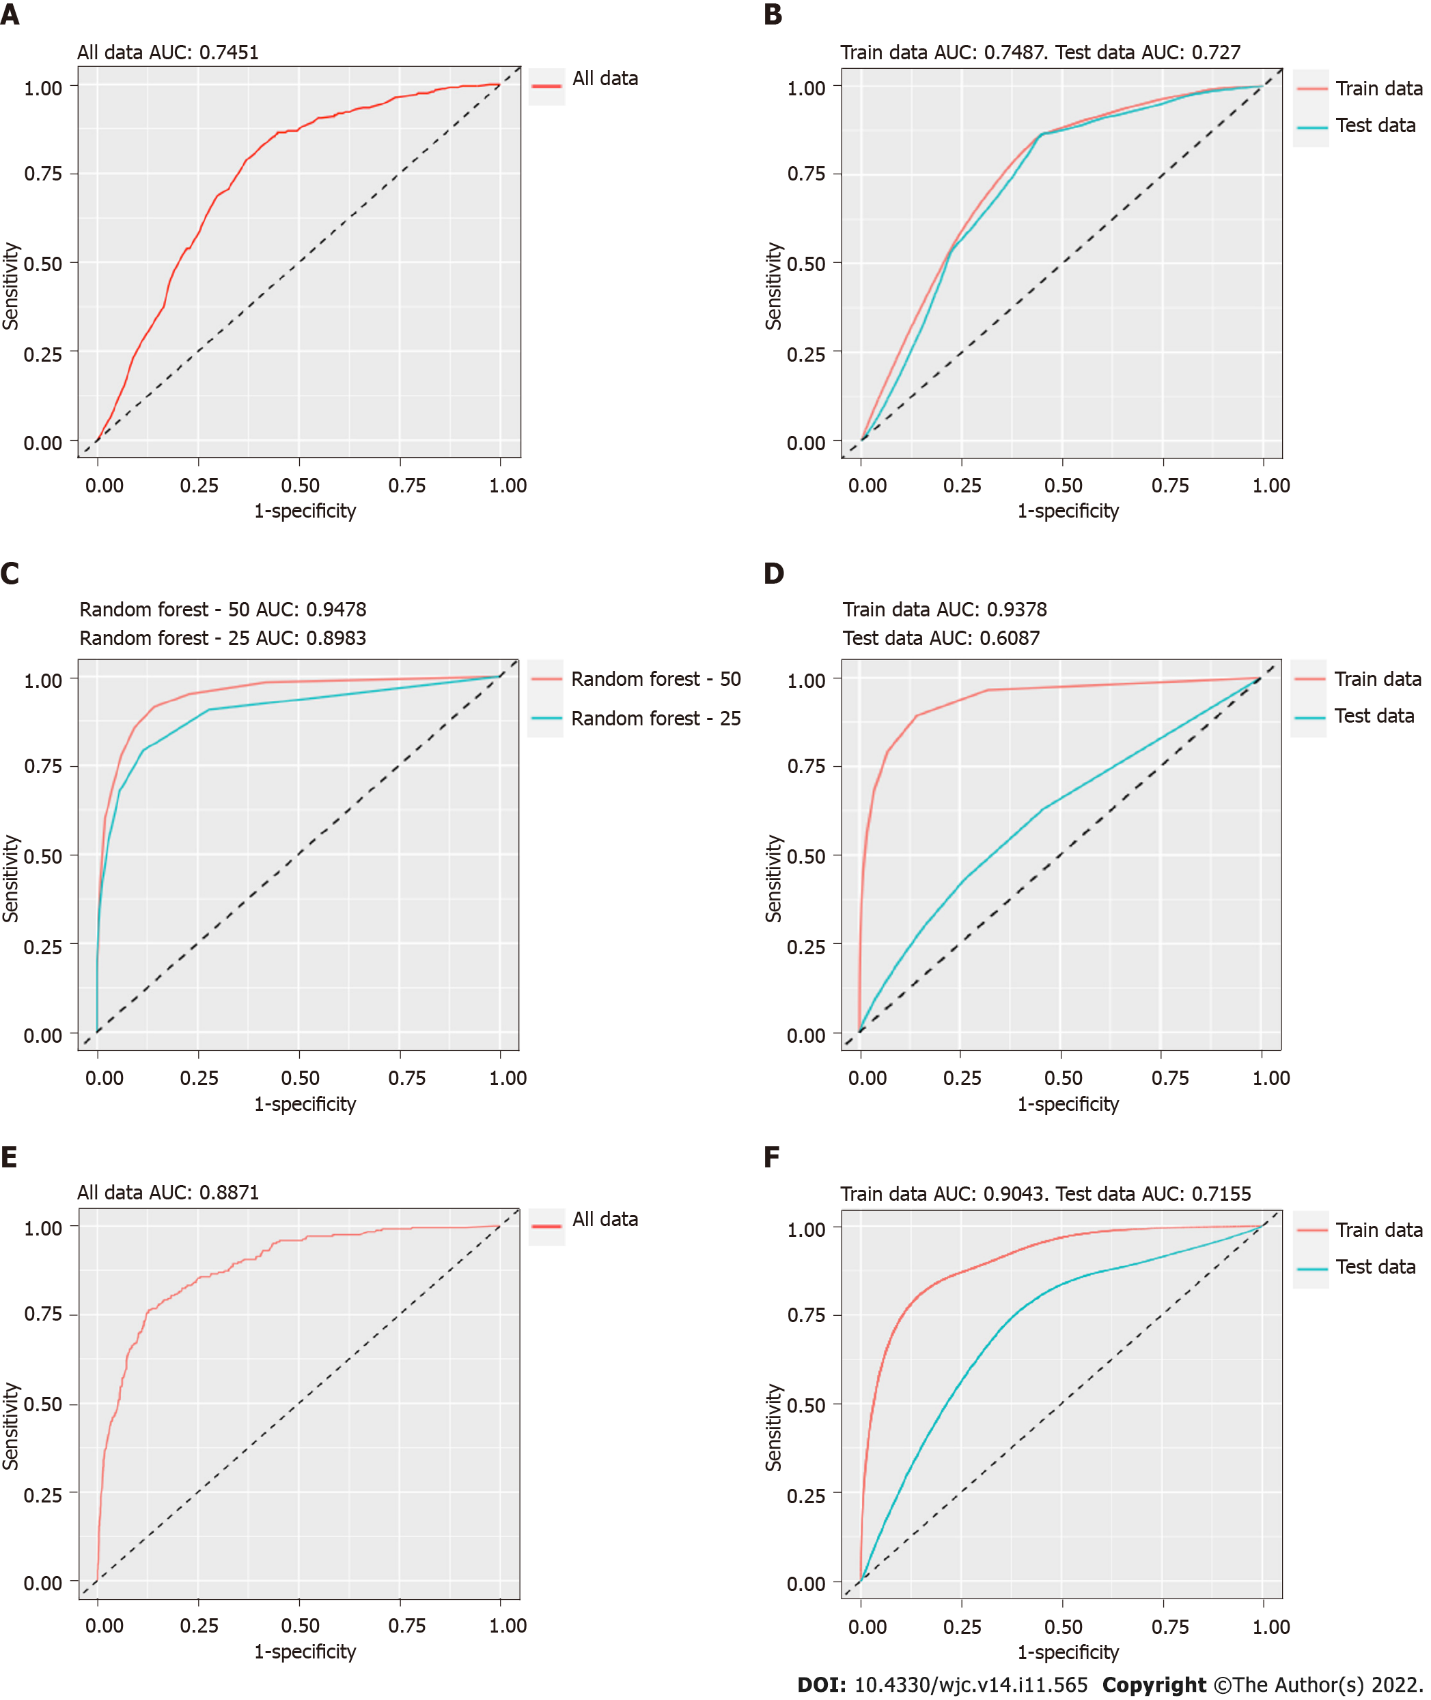 A
All data AUC: 0.7451
All data
1.00
0.75
0.50
0.25
0.00
Sensitivity
0.00 0.25 0.50 0.75 1.00
1-specificity
B
Train data AUC: 0.7487. Test data AUC: 0.727
Train data
Test data
1.00
0.75
0.50
0.25
0.00
Sensitivity
0.00 0.25 0.50 0.75 1.00
1-specificity
C
Random forest - 50 AUC: 0.9478
Random forest - 25 AUC: 0.8983
Random forest - 50
Random forest - 25
1.00
0.75
0.50
0.25
0.00
Sensitivity
0.00 0.25 0.50 0.75 1.00
1-specificity
D
Train data AUC: 0.9378
Test data AUC: 0.6087
Train data
Test data
1.00
0.75
0.50
0.25
0.00
Sensitivity
0.00 0.25 0.50 0.75 1.00
1-specificity
E
All data AUC: 0.8871
All data
1.00
0.75
0.50
0.25
0.00
Sensitivity
0.00 0.25 0.50 0.75 1.00
1-specificity
F
Train data AUC: 0.9043. Test data AUC: 0.7155
Train data
Test data
1.00
0.75
0.50
0.25
0.00
Sensitivity
0.00 0.25 0.50 0.75 1.00
1-specificity
DOI: 10.4330/wjc.v14.i11.565 Copyright ©The Author(s) 2022.